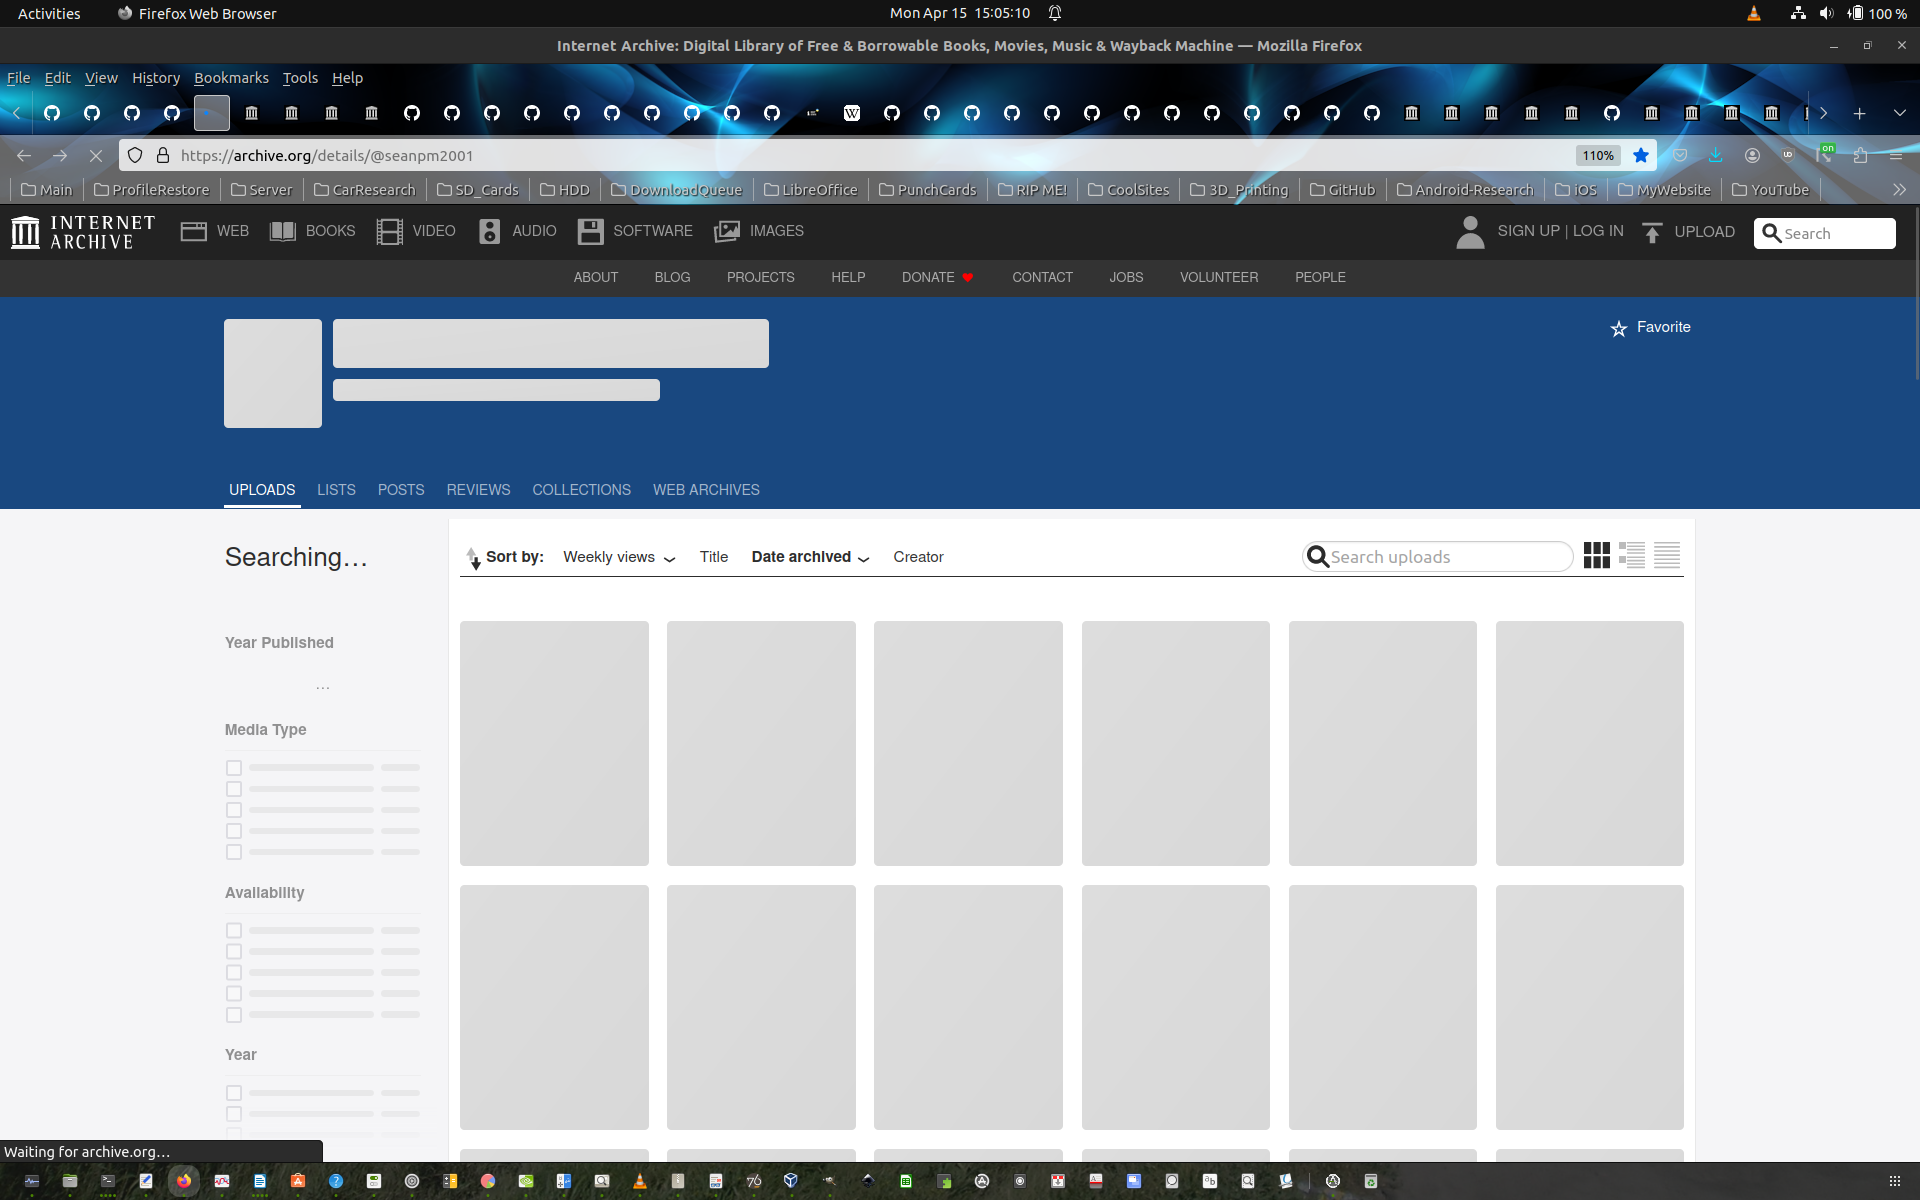 Activities Firefox Web Browser Mon Apr 15 15:05:10 100 %
Internet Archive: Digital Library of Free & Borrowable Books, Movies, Music & Wayback Machine — Mozilla Firefox
File Edit View History Bookmarks Tools Help
https://archive.org/details/@seanpm2001 110% on
Main ProfileRestore Server CarResearch SD_Cards HDD DownloadQueue LibreOffice PunchCards RIP ME! CoolSites 3D_Printing GitHub Android-Research iOS MyWebsite YouTube
INTERNET ARCHIVE WEB BOOKS VIDEO AUDIO SOFTWARE IMAGES SIGN UP | LOG IN UPLOAD Search
ABOUT BLOG PROJECTS HELP DONATE CONTACT JOBS VOLUNTEER PEOPLE
Favorite
UPLOADS LISTS POSTS REVIEWS COLLECTIONS WEB ARCHIVES
Searching…
Sort by: Weekly views Title Date archived Creator Search uploads
Year Published
…
Media Type
Availability
Year
Waiting for archive.org…